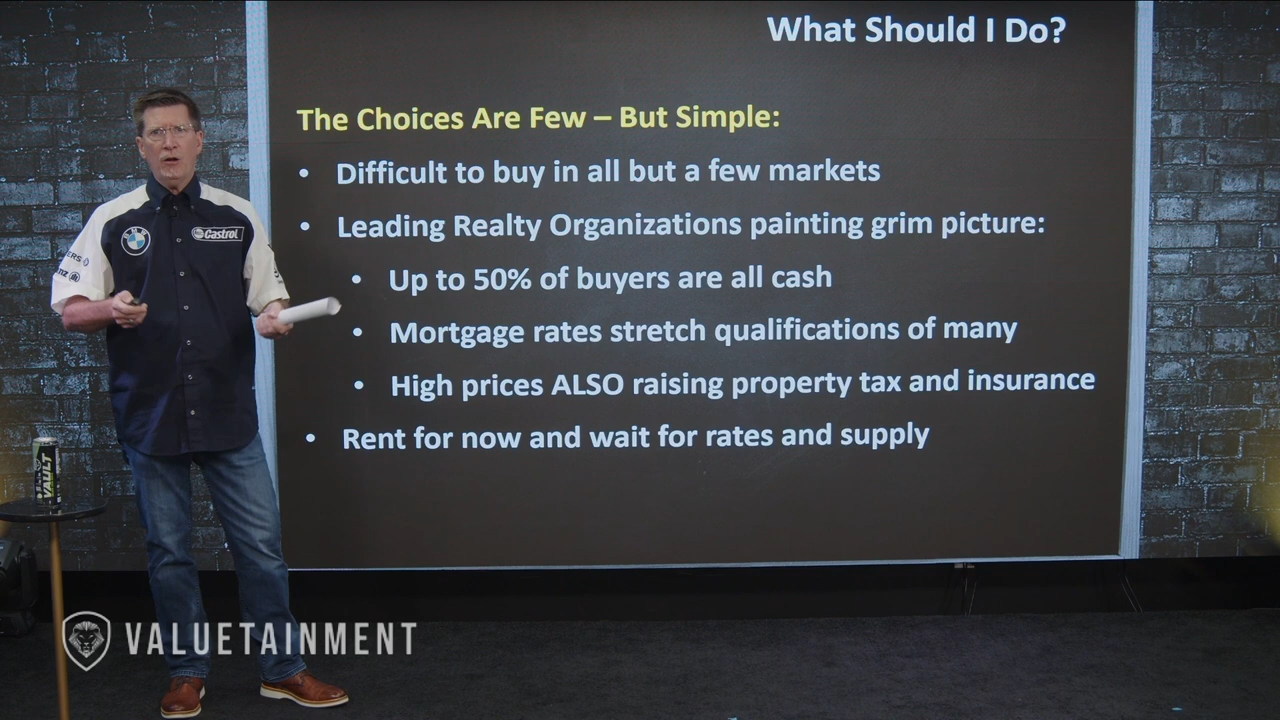 What Should I Do?
The Choices Are Few – But Simple:
• Difficult to buy in all but a few markets
• Leading Realty Organizations painting grim picture:
• Up to 50% of buyers are all cash
• Mortgage rates stretch qualifications of many
• High prices ALSO raising property tax and insurance
• Rent for now and wait for rates and supply
BMW
Castrol
VAULT
VALUETAINMENT